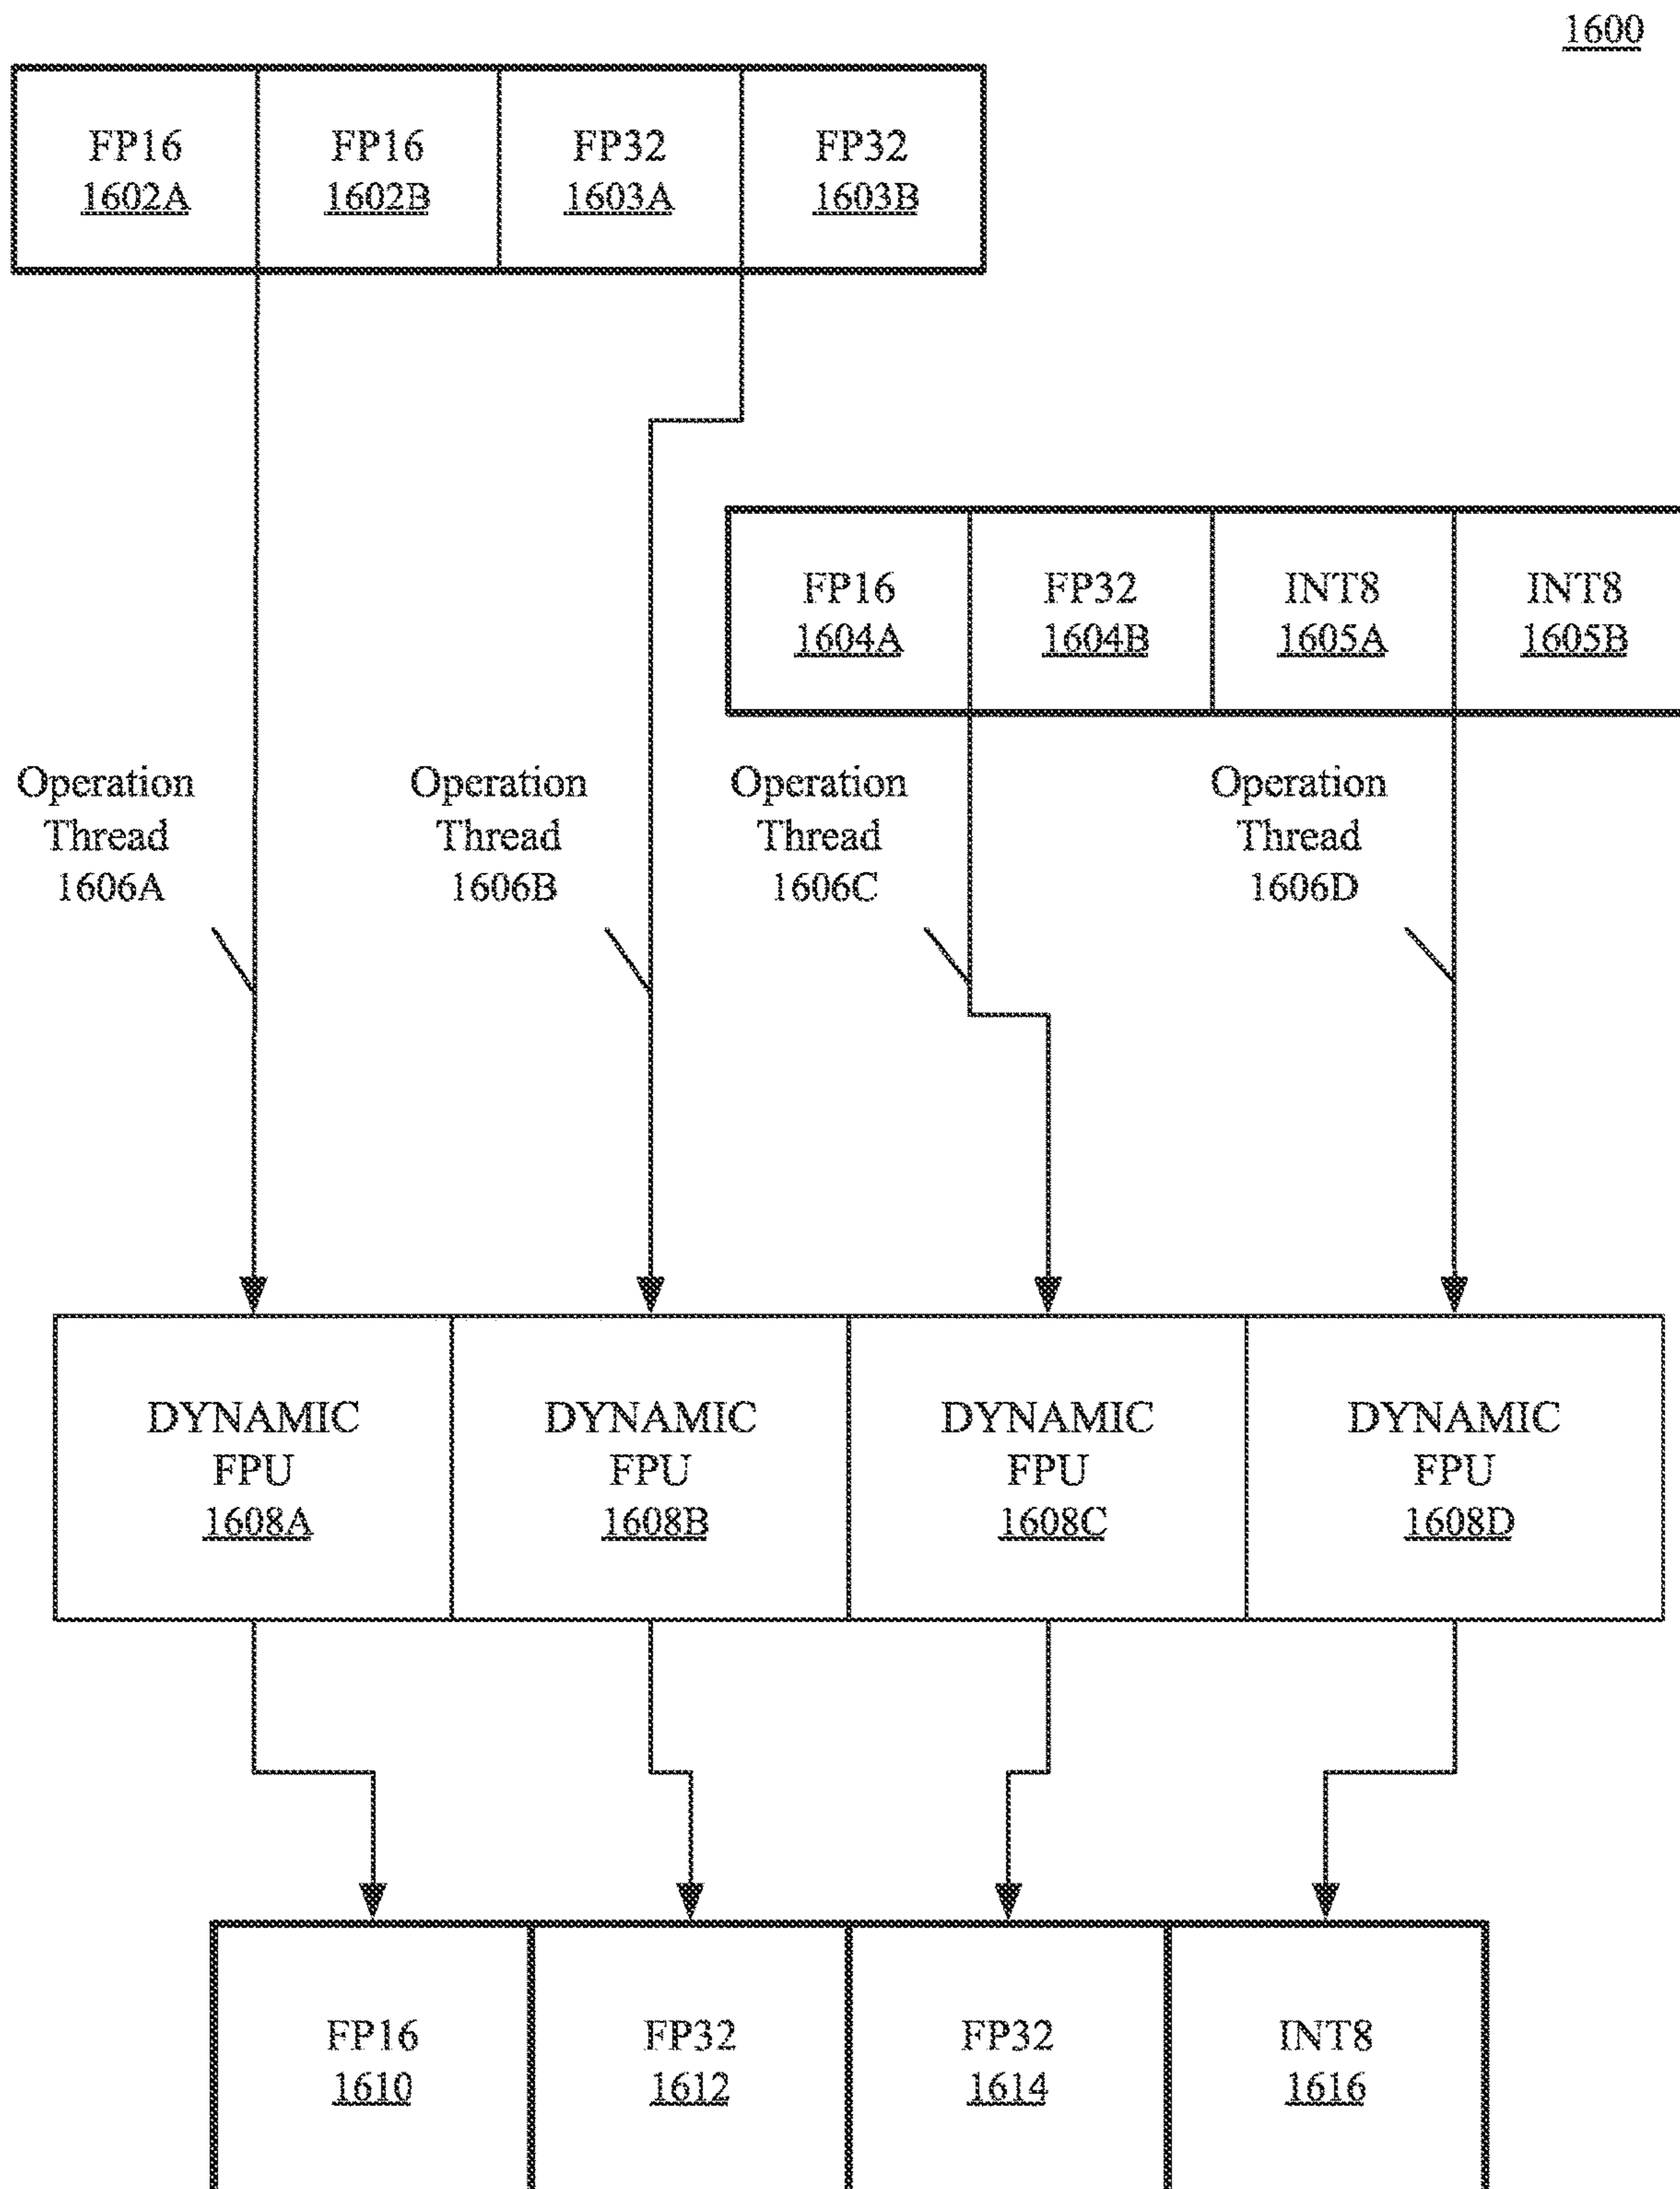 1600
FP16
1602A
FP16
1602B
FP32
1603A
FP32
1603B
FP16
1604A
FP32
1604B
INT8
1605A
INT8
1605B
Operation
Thread
1606A
Operation
Thread
1606B
Operation
Thread
1606C
Operation
Thread
1606D
DYNAMIC
FPU
1608A
DYNAMIC
FPU
1608B
DYNAMIC
FPU
1608C
DYNAMIC
FPU
1608D
FP16
1610
FP32
1612
FP32
1614
INT8
1616